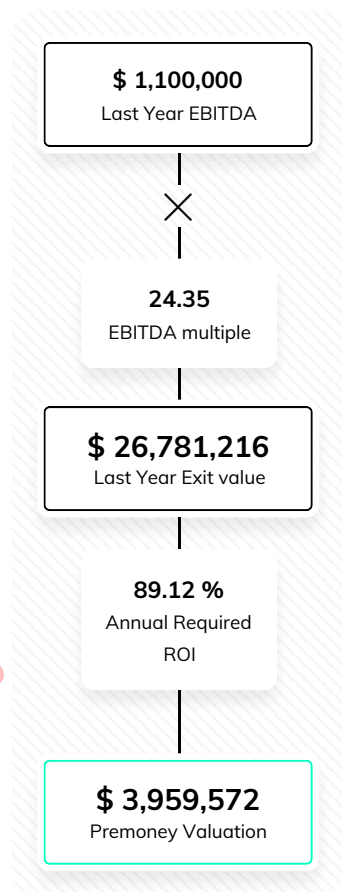 $ 1,100,000
Last Year EBITDA
24.35
EBITDA multiple
$ 26,781,216
Last Year Exit value
89.12 %
Annual Required
ROI
$ 3,959,572
Premoney Valuation